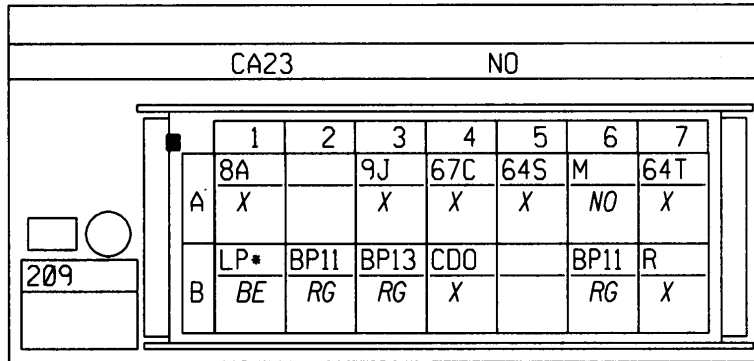 CA23 NO
1 2 3 4 5 6 7
8A 9J 67C 64S M 64T
A X X X X NO X
LP* BP11 BP13 CDO BP11 R
209
B BE RG RG X RG X